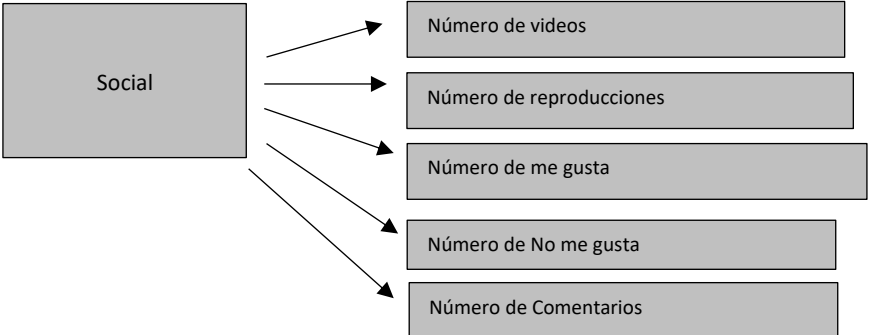 Social
Número de videos
Número de reproducciones
Número de me gusta
Número de No me gusta
Número de Comentarios